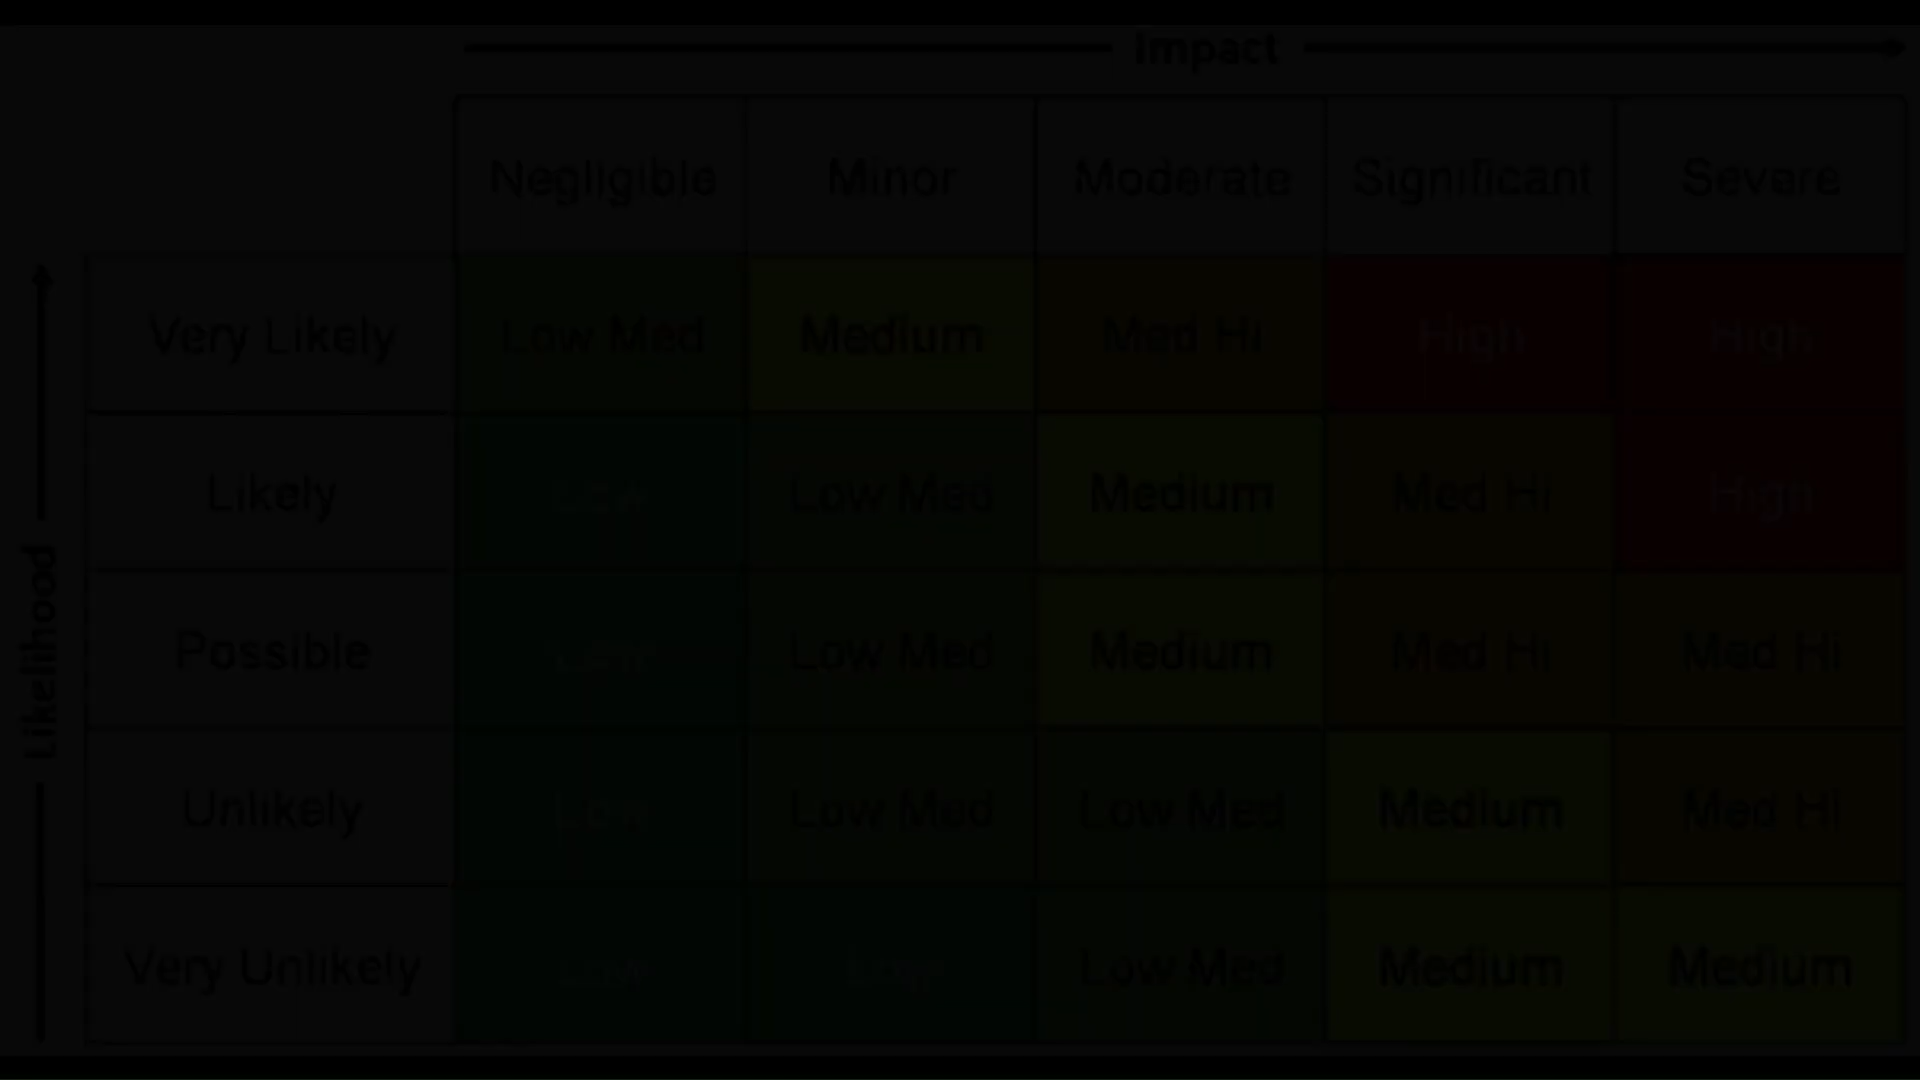 Impact
Negligible Minor Moderate Significant Severe
Very Likely Low Med Medium Med Hi High High
Likely Low Low Med Medium Med Hi High
Possible Low Low Med Medium Med Hi Med Hi
Unlikely Low Low Med Low Med Medium Med Hi
Very Unlikely Low Low Low Med Medium Medium
Likelihood